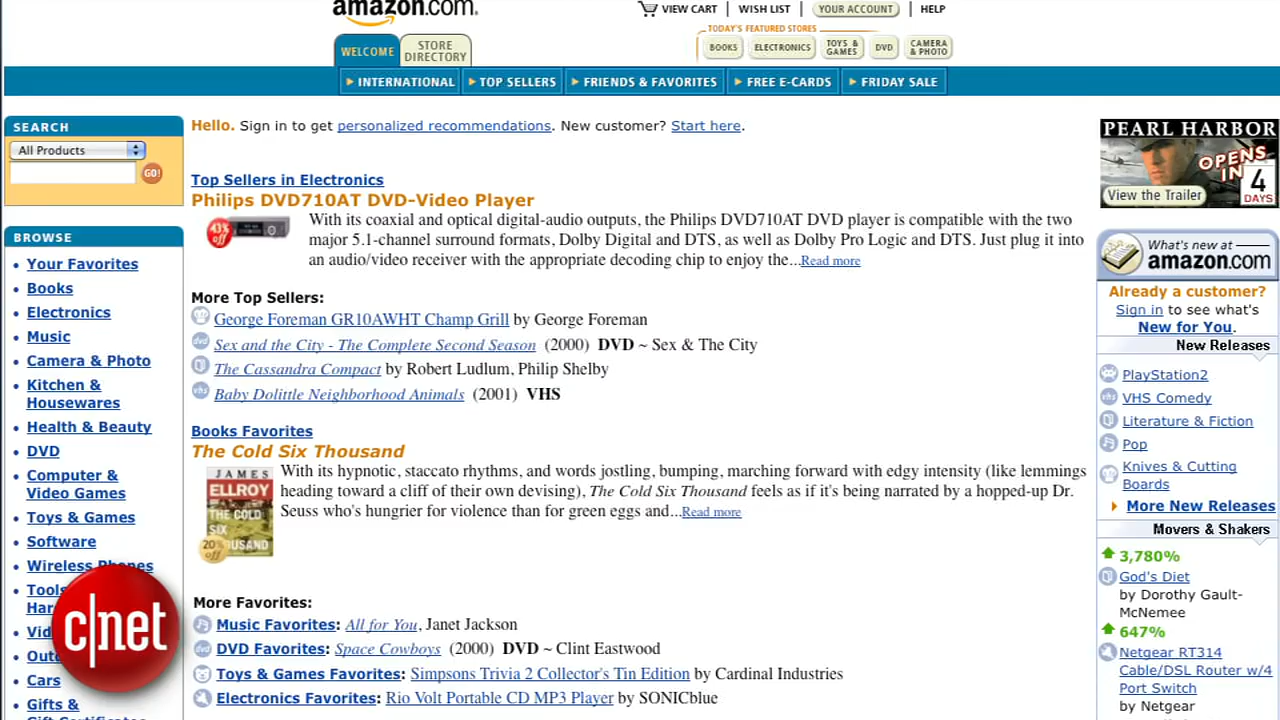 amazon.com.
VIEW CART | WISH LIST | YOUR ACCOUNT | HELP
TODAY'S FEATURED STORES
WELCOME
STORE DIRECTORY
BOOKS
ELECTRONICS
TOYS & GAMES
DVD
CAMERA & PHOTO
INTERNATIONAL
TOP SELLERS
FRIENDS & FAVORITES
FREE E-CARDS
FRIDAY SALE
SEARCH
All Products
GO!
BROWSE
• Your Favorites
• Books
• Electronics
• Music
• Camera & Photo
• Kitchen &
Housewares
• Health & Beauty
• DVD
• Computer &
Video Games
• Toys & Games
• Software
• Wireless Phones
Tools
Har
Vid
Out
Cars
Gifts &
Gift Certificates
c|net
Hello. Sign in to get personalized recommendations. New customer? Start here.
Top Sellers in Electronics
Philips DVD710AT DVD-Video Player
43% off
With its coaxial and optical digital-audio outputs, the Philips DVD710AT DVD player is compatible with the two
major 5.1-channel surround formats, Dolby Digital and DTS, as well as Dolby Pro Logic and DTS. Just plug it into
an audio/video receiver with the appropriate decoding chip to enjoy the...Read more
More Top Sellers:
George Foreman GR10AWHT Champ Grill by George Foreman
dvd Sex and the City - The Complete Second Season (2000) DVD ~ Sex & The City
The Cassandra Compact by Robert Ludlum, Philip Shelby
vhs Baby Dolittle Neighborhood Animals (2001) VHS
Books Favorites
The Cold Six Thousand
JAMES
ELLROY
THE COLD
SIX
THOUSAND
20% off
With its hypnotic, staccato rhythms, and words jostling, bumping, marching forward with edgy intensity (like lemmings
heading toward a cliff of their own devising), The Cold Six Thousand feels as if it's being narrated by a hopped-up Dr.
Seuss who's hungrier for violence than for green eggs and...Read more
More Favorites:
Music Favorites: All for You, Janet Jackson
dvd DVD Favorites: Space Cowboys (2000) DVD ~ Clint Eastwood
Toys & Games Favorites: Simpsons Trivia 2 Collector's Tin Edition by Cardinal Industries
Electronics Favorites: Rio Volt Portable CD MP3 Player by SONICblue
PEARL HARBOR
OPENS IN 4 DAYS
View the Trailer
What's new at
amazon.com
Already a customer?
Sign in to see what's
New for You.
New Releases
PlayStation2
vhs VHS Comedy
Literature & Fiction
Pop
Knives & Cutting
Boards
More New Releases
Movers & Shakers
3,780%
God's Diet
by Dorothy Gault-
McNemee
647%
Netgear RT314
Cable/DSL Router w/4
Port Switch
by Netgear